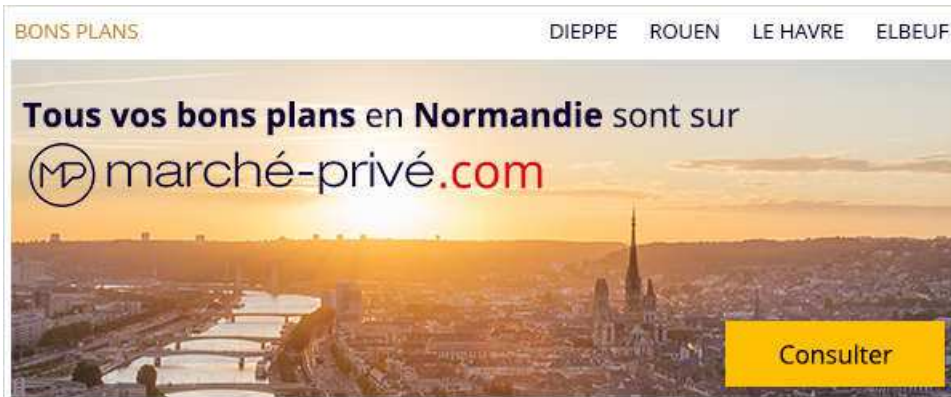 BONS PLANS DIEPPE ROUEN LE HAVRE ELBEUF
Tous vos bons plans en Normandie sont sur
MP marché-privé.com
Consulter